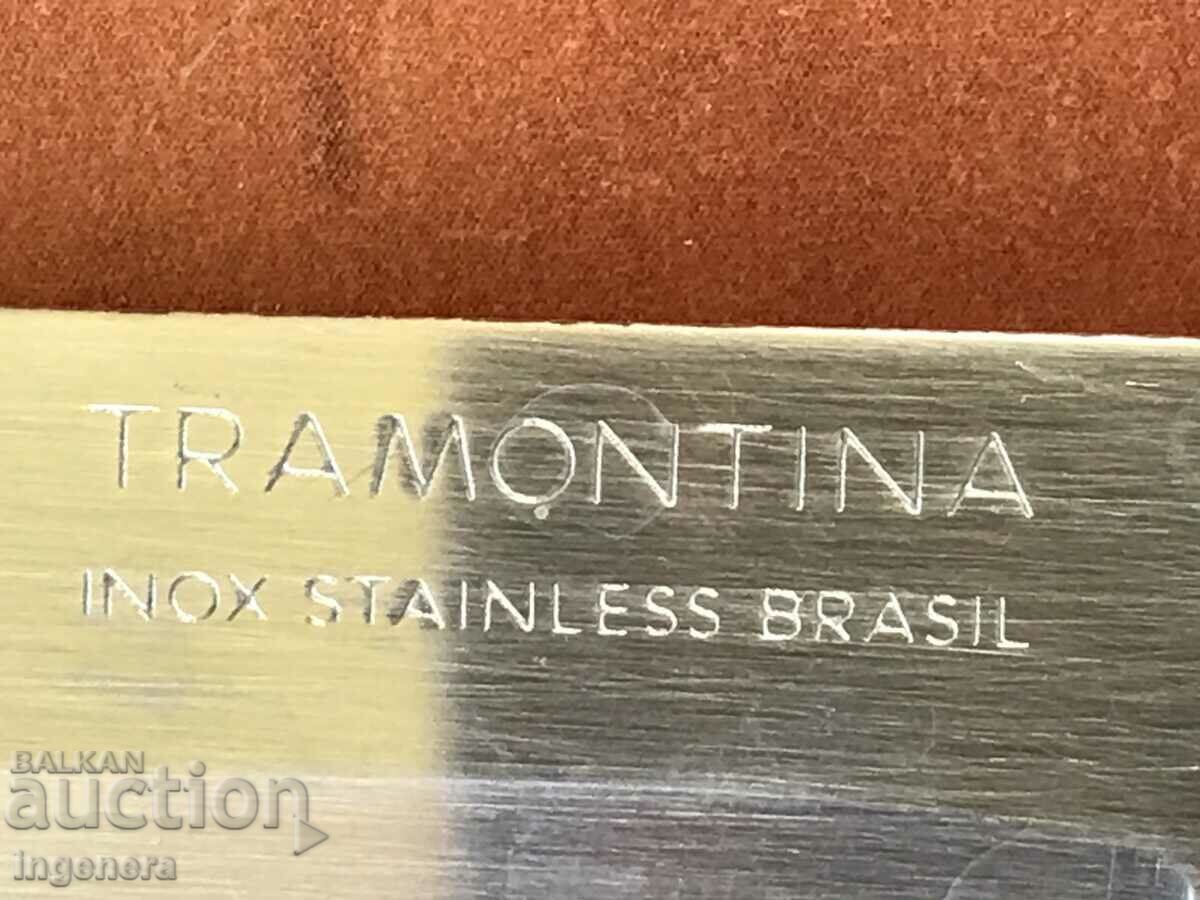 TRAMONTINA
INOX STAINLESS BRASIL
BALKAN
auction
ingenera